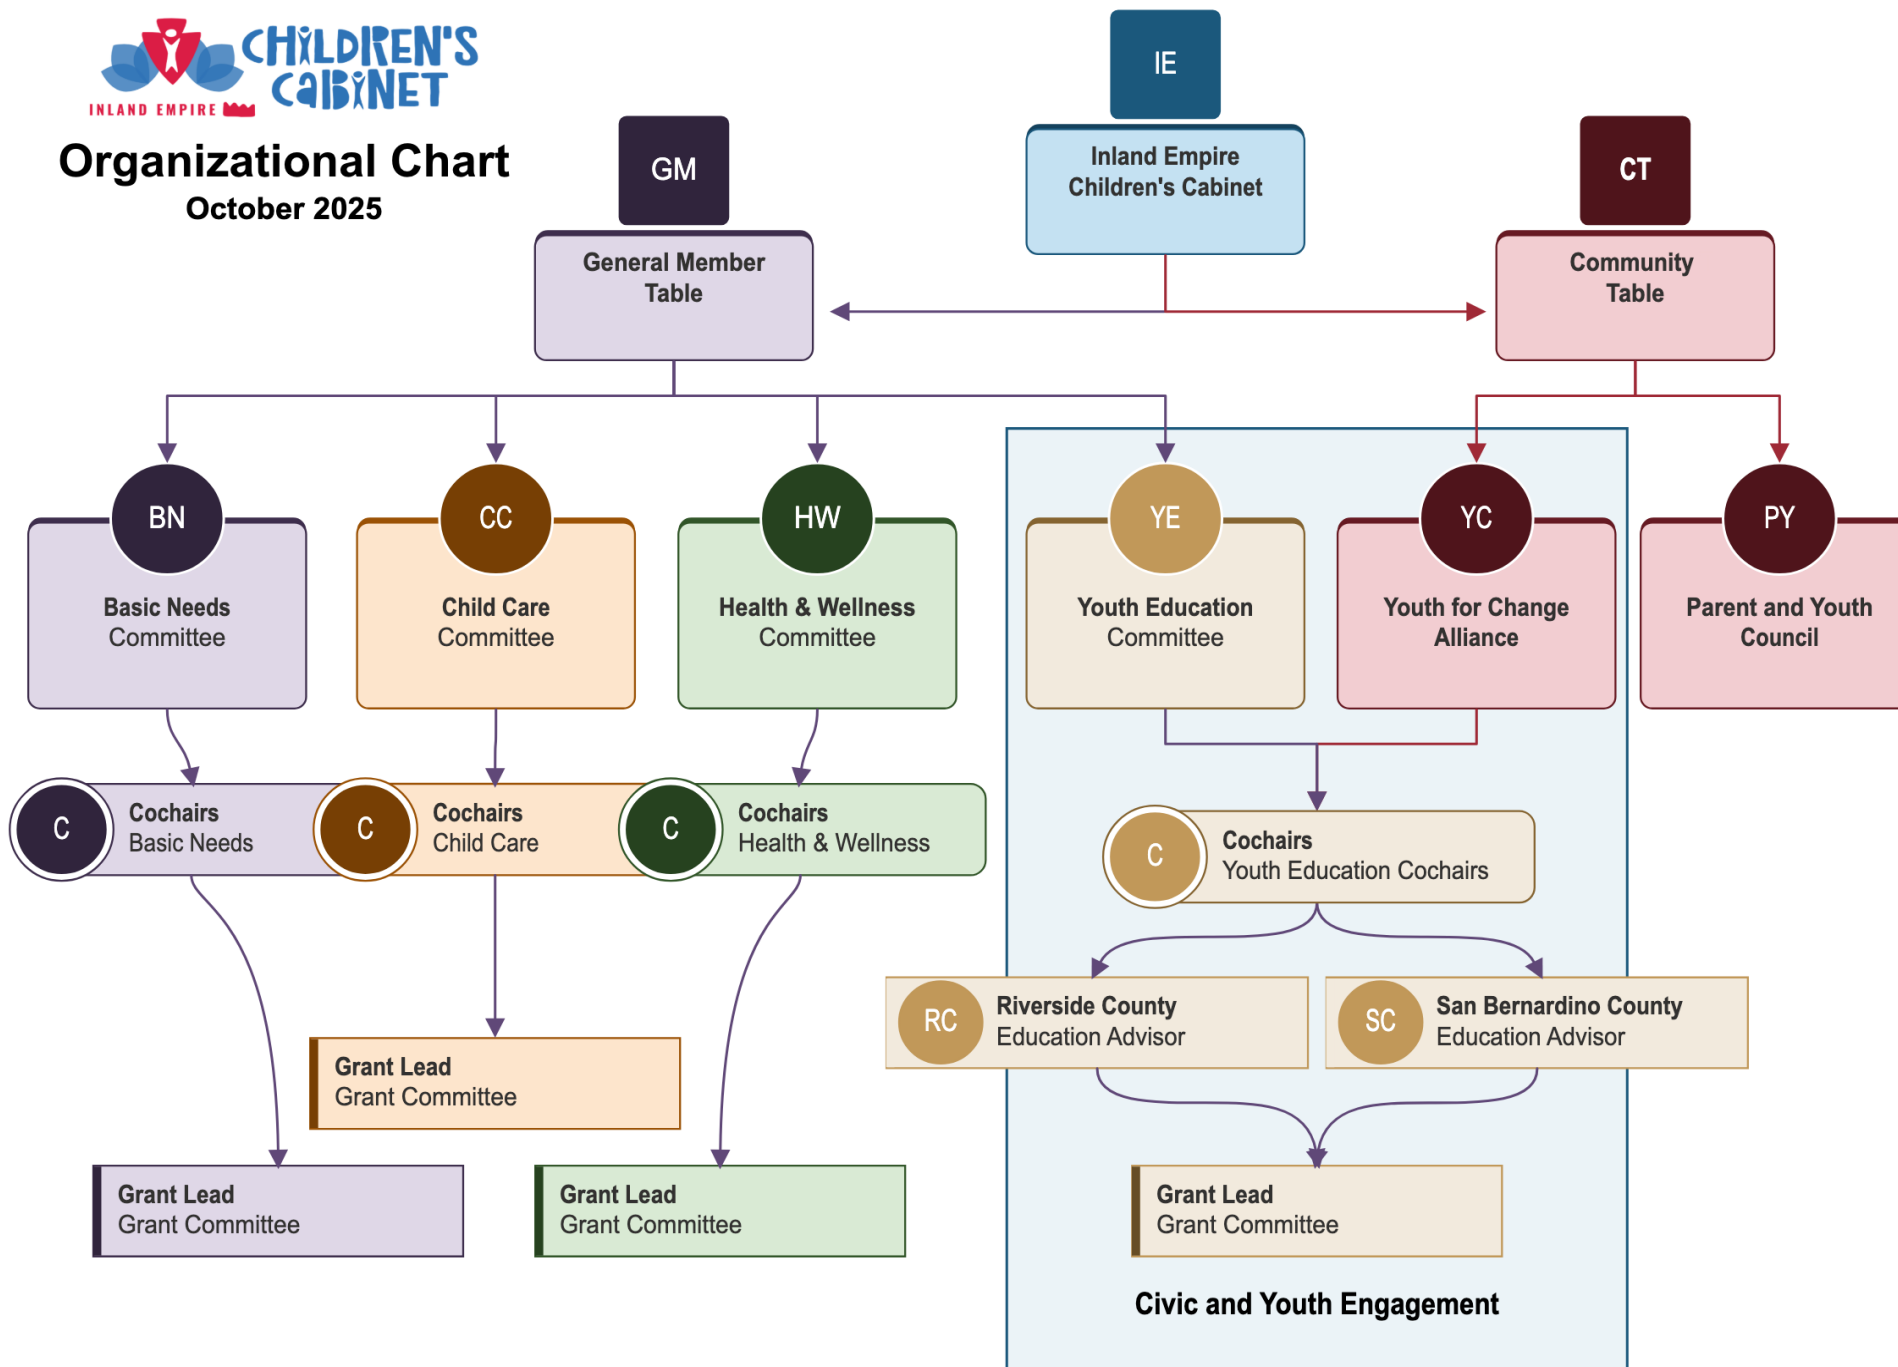 CHILDREN'S
CABINET
INLAND EMPIRE
Organizational Chart
October 2025
IE
Inland Empire
Children's Cabinet
GM
General Member
Table
CT
Community
Table
BN
Basic Needs
Committee
CC
Child Care
Committee
HW
Health & Wellness
Committee
YE
Youth Education
Committee
YC
Youth for Change
Alliance
PY
Parent and Youth
Council
C
Cochairs
Basic Needs
C
Cochairs
Child Care
C
Cochairs
Health & Wellness
C
Cochairs
Youth Education Cochairs
RC
Riverside County
Education Advisor
SC
San Bernardino County
Education Advisor
Grant Lead
Grant Committee
Grant Lead
Grant Committee
Grant Lead
Grant Committee
Grant Lead
Grant Committee
Civic and Youth Engagement